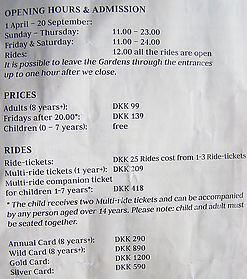 OPENING HOURS & ADMISSION
1 April – 20 September:
Sunday – Thursday: 11.00 – 23.00
Friday & Saturday: 11.00 – 24.00
Rides: 12.00 all the rides are open
It is possible to leave the Gardens through the entrances
up to one hour after we close.
PRICES
Adults (8 years+): DKK 99
Fridays after 20.00*: DKK 139
Children (0 – 7 years): free
RIDES
Ride-tickets: DKK 25 Rides cost from 1-3 Ride-tickets
Multi-ride tickets (1 year+): DKK 209
Multi-ride companion ticket
for children 1-7 years*: DKK 418
* The child receives two Multi-ride tickets and can be accompanied
by any person aged over 14 years. Please note: child and adult must
be seated together.
Annual Card (8 years+): DKK 290
Wild Card (8 years+): DKK 890
Gold Card: DKK 1200
Silver Card: DKK 590